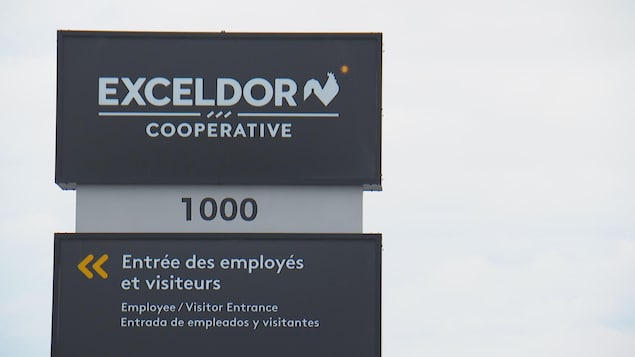 EXCELDOR
COOPERATIVE
1000
Entrée des employés
et visiteurs
Employee / Visitor Entrance
Entrada de empleados y visitantes